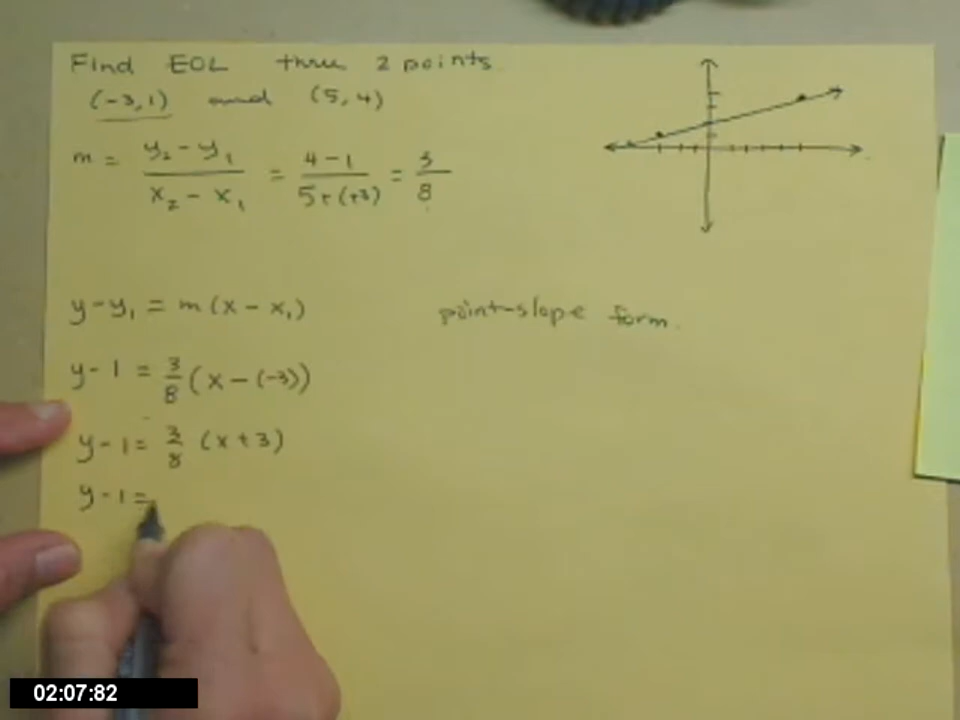 Find EOL thru 2 points
(-3,1) and (5,4)
m = y₂ - y₁ / x₂ - x₁ = 4 - 1 / 5 + (+3) = 3 / 8
y - y₁ = m (x - x₁) point-slope form.
y - 1 = 3/8 (x - (-3))
y - 1 = 3/8 (x + 3)
y - 1 =
02:07:82